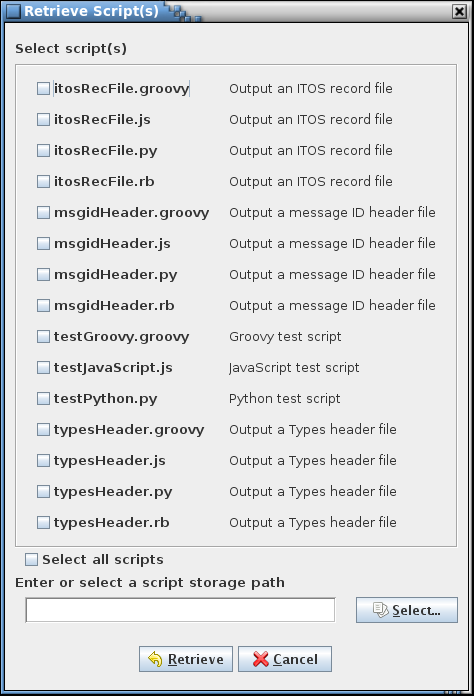 Retrieve Script(s)
Select script(s)
itosRecFile.groovy Output an ITOS record file
itosRecFile.js Output an ITOS record file
itosRecFile.py Output an ITOS record file
itosRecFile.rb Output an ITOS record file
msgidHeader.groovy Output a message ID header file
msgidHeader.js Output a message ID header file
msgidHeader.py Output a message ID header file
msgidHeader.rb Output a message ID header file
testGroovy.groovy Groovy test script
testJavaScript.js JavaScript test script
testPython.py Python test script
typesHeader.groovy Output a Types header file
typesHeader.js Output a Types header file
typesHeader.py Output a Types header file
typesHeader.rb Output a Types header file
Select all scripts
Enter or select a script storage path
Select...
Retrieve Cancel